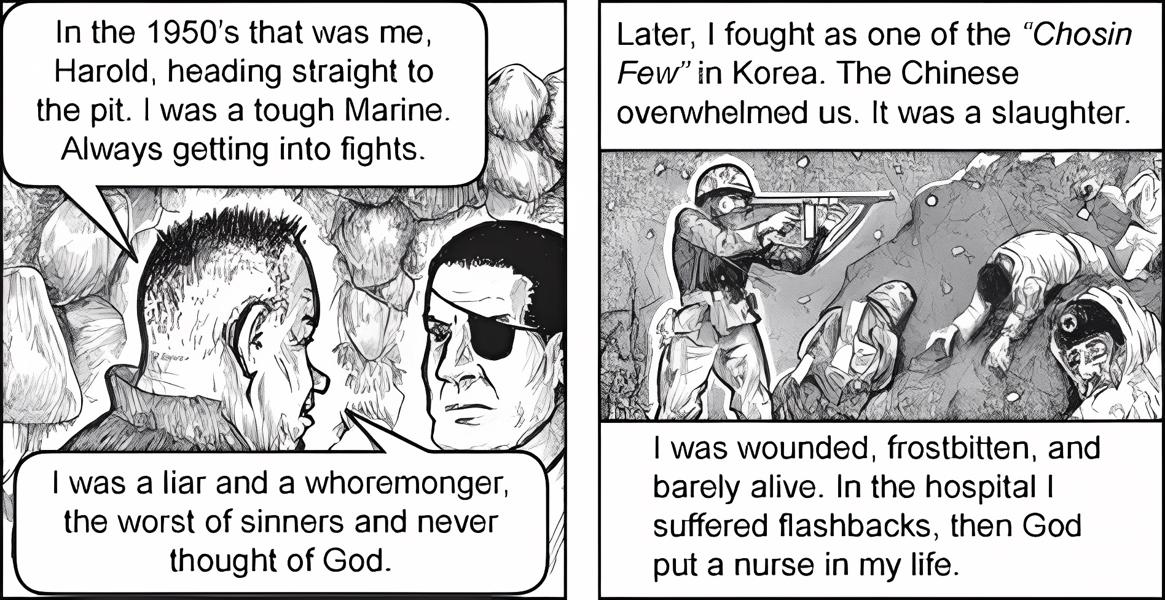 In the 1950's that was me,
Harold, heading straight to
the pit. I was a tough Marine.
Always getting into fights.
I was a liar and a whoremonger,
the worst of sinners and never
thought of God.
Later, I fought as one of the “Chosin
Few” in Korea. The Chinese
overwhelmed us. It was a slaughter.
I was wounded, frostbitten, and
barely alive. In the hospital I
suffered flashbacks, then God
put a nurse in my life.